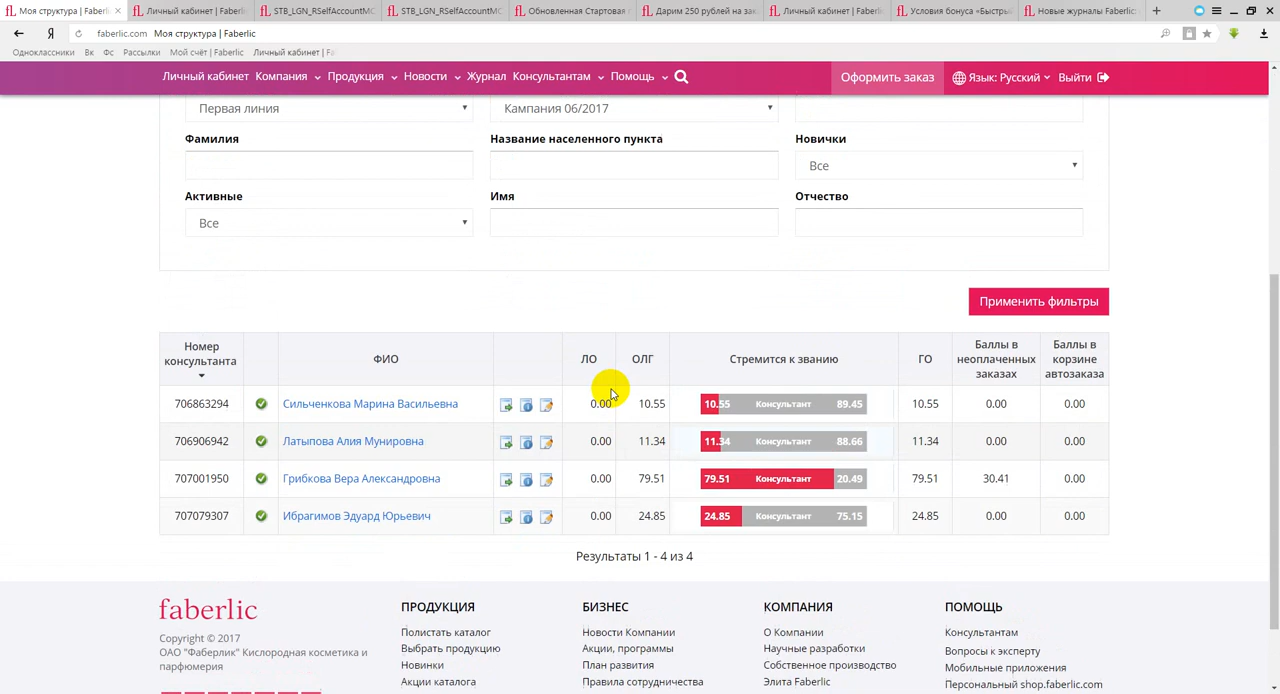 Моя структура | Faberli
Личный кабинет | Faberl
STB_LGN_RSelfAccountMO
STB_LGN_RSelfAccountMO
Обновленная Стартовая п
Дарим 250 рублей на зак
Личный кабинет | Faberl
Условия бонуса «Быстры
Новые журналы Faberlic
faberlic.com Моя структура | Faberlic
Одноклассники Вк Фс Рассылки Мой счёт | Faberlic Личный кабинет | Fa
Личный кабинет Компания Продукция Новости Журнал Консультантам Помощь Оформить заказ Язык: Русский Выйти
Первая линия Кампания 06/2017
Фамилия Название населенного пункта Новички
Все
Активные Имя Отчество
Все
Применить фильтры
Номер консультанта ФИО ЛО ОЛГ Стремится к званию ГО Баллы в неоплаченных заказах Баллы в корзине автозаказа
706863294 Сильченкова Марина Васильевна 0.00 10.55 10.55 Консультант 89.45 10.55 0.00 0.00
706906942 Латыпова Алия Мунировна 0.00 11.34 11.34 Консультант 88.66 11.34 0.00 0.00
707001950 Грибкова Вера Александровна 0.00 79.51 79.51 Консультант 20.49 79.51 30.41 0.00
707079307 Ибрагимов Эдуард Юрьевич 0.00 24.85 24.85 Консультант 75.15 24.85 0.00 0.00
Результаты 1 - 4 из 4
faberlic
Copyright © 2017
ОАО "Фаберлик" Кислородная косметика и
парфюмерия
ПРОДУКЦИЯ
Полистать каталог
Выбрать продукцию
Новинки
Акции каталога
БИЗНЕС
Новости Компании
Акции, программы
План развития
Правила сотрудничества
КОМПАНИЯ
О Компании
Научные разработки
Собственное производство
Элита Faberlic
ПОМОЩЬ
Консультантам
Вопросы к эксперту
Мобильные приложения
Персональный shop.faberlic.com